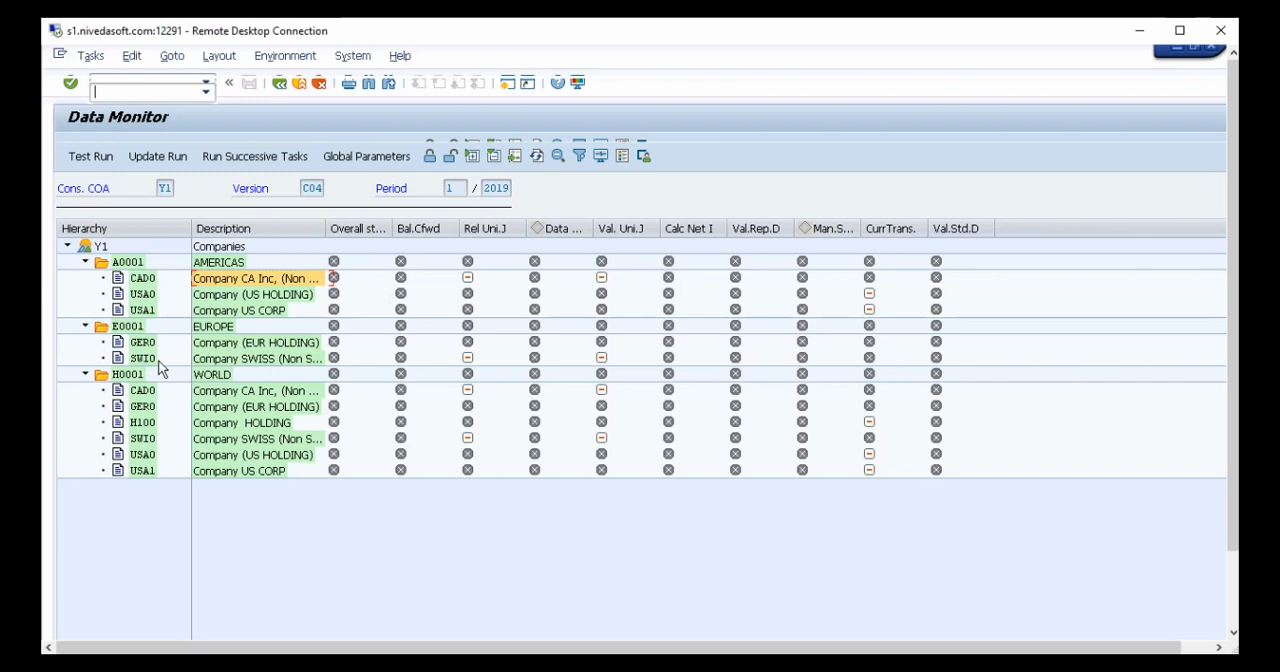 s1.nivedasoft.com:12291 - Remote Desktop Connection
Tasks Edit Goto Layout Environment System Help
Data Monitor
Test Run Update Run Run Successive Tasks Global Parameters
Cons. COA Y1 Version C04 Period 1 / 2019
Hierarchy Description Overall st... Bal.Cfwd Rel Uni.J Data ... Val. Uni.J Calc Net I Val.Rep.D Man.S... CurrTrans. Val.Std.D
Y1 Companies
A0001 AMERICAS
CAD0 Company CA Inc, (Non ...
USA0 Company (US HOLDING)
USA1 Company US CORP
E0001 EUROPE
GER0 Company (EUR HOLDING)
SWI0 Company SWISS (Non S...
H0001 WORLD
CAD0 Company CA Inc, (Non ...
GER0 Company (EUR HOLDING)
H100 Company HOLDING
SWI0 Company SWISS (Non S...
USA0 Company (US HOLDING)
USA1 Company US CORP